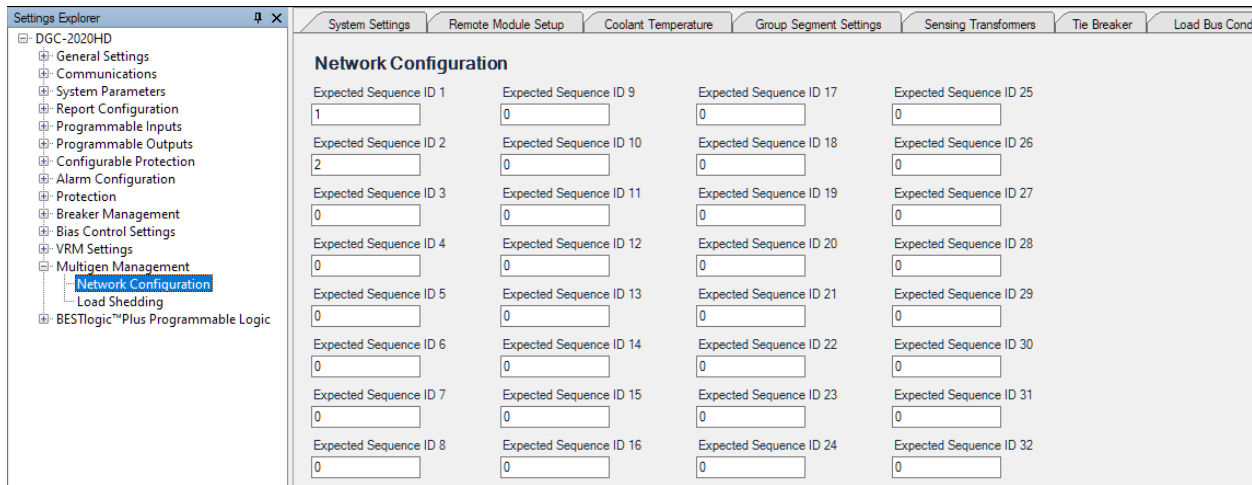 Settings Explorer
DGC-2020HD
General Settings
Communications
System Parameters
Report Configuration
Programmable Inputs
Programmable Outputs
Configurable Protection
Alarm Configuration
Protection
Breaker Management
Bias Control Settings
VRM Settings
Multigen Management
Network Configuration
Load Shedding
BESTlogic™Plus Programmable Logic
System Settings Remote Module Setup Coolant Temperature Group Segment Settings Sensing Transformers Tie Breaker Load Bus Cond
Network Configuration
Expected Sequence ID 1 Expected Sequence ID 9 Expected Sequence ID 17 Expected Sequence ID 25
1 0 0 0
Expected Sequence ID 2 Expected Sequence ID 10 Expected Sequence ID 18 Expected Sequence ID 26
2 0 0 0
Expected Sequence ID 3 Expected Sequence ID 11 Expected Sequence ID 19 Expected Sequence ID 27
0 0 0 0
Expected Sequence ID 4 Expected Sequence ID 12 Expected Sequence ID 20 Expected Sequence ID 28
0 0 0 0
Expected Sequence ID 5 Expected Sequence ID 13 Expected Sequence ID 21 Expected Sequence ID 29
0 0 0 0
Expected Sequence ID 6 Expected Sequence ID 14 Expected Sequence ID 22 Expected Sequence ID 30
0 0 0 0
Expected Sequence ID 7 Expected Sequence ID 15 Expected Sequence ID 23 Expected Sequence ID 31
0 0 0 0
Expected Sequence ID 8 Expected Sequence ID 16 Expected Sequence ID 24 Expected Sequence ID 32
0 0 0 0